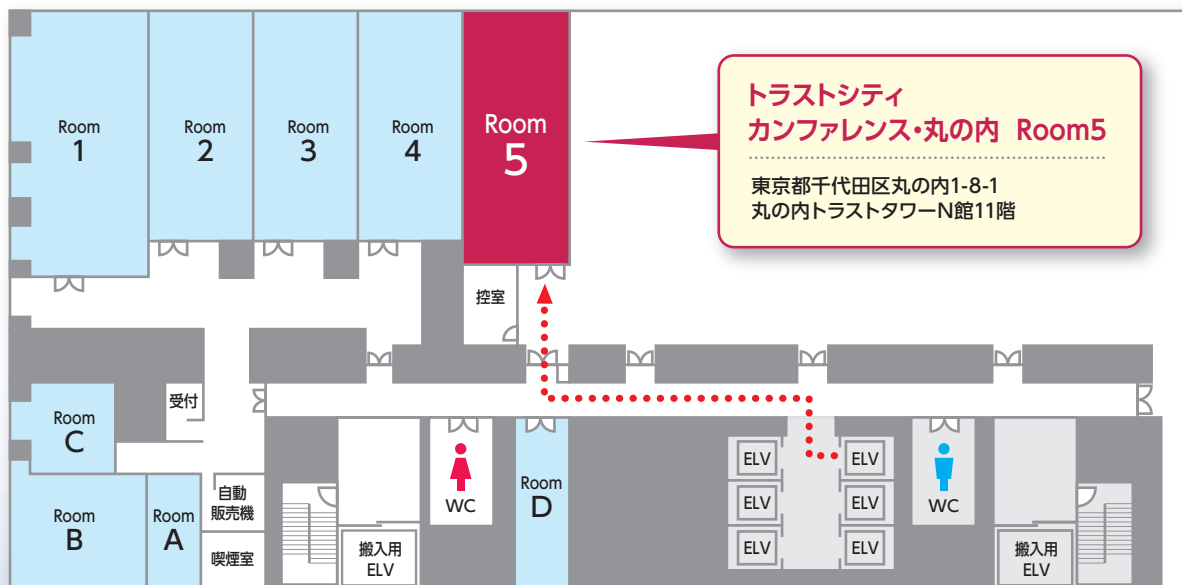 Room
1
Room
2
Room
3
Room
4
Room
5
トラストシティ
カンファレンス・丸の内 Room5
東京都千代田区丸の内1-8-1
丸の内トラストタワーN館11階
控室
受付
Room
C
Room
B
Room
A
自動
販売機
喫煙室
WC
搬入用
ELV
Room
D
ELV
ELV
ELV
ELV
ELV
ELV
WC
搬入用
ELV